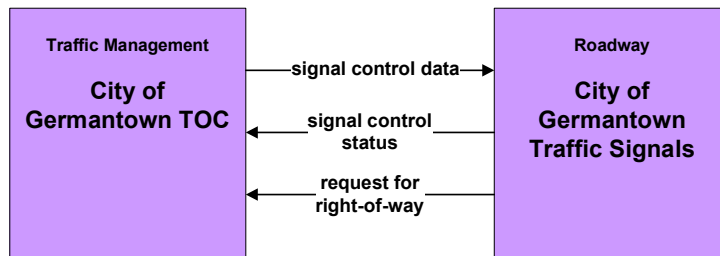 Traffic Management
City of
Germantown TOC
signal control data
signal control
status
request for
right-of-way
Roadway
City of
Germantown
Traffic Signals